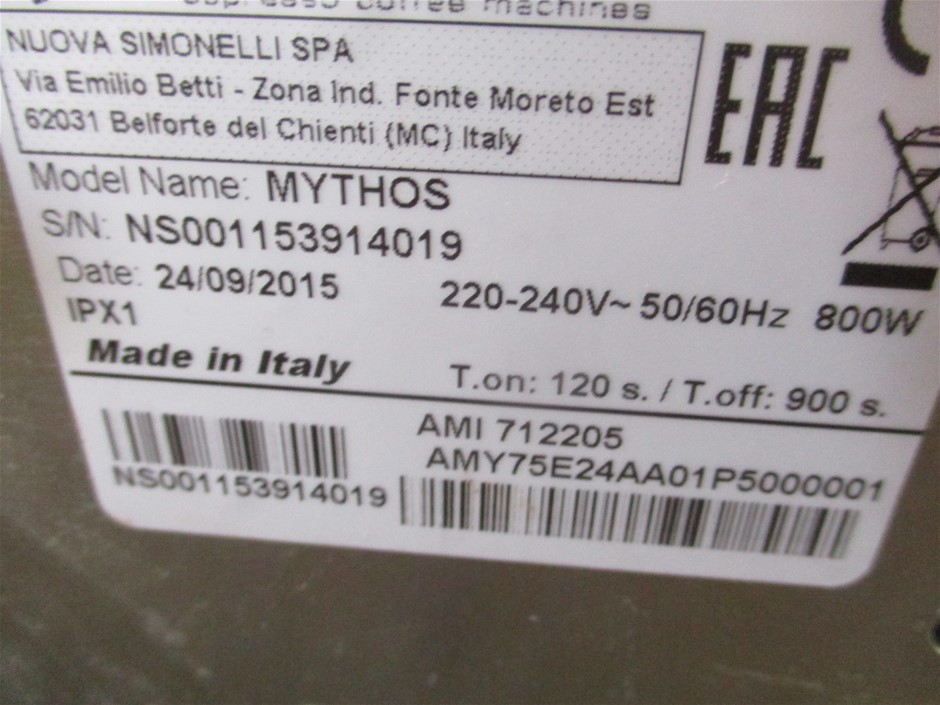 coffee machines
NUOVA SIMONELLI SPA
Via Emilio Betti - Zona Ind. Fonte Moreto Est
62031 Belforte del Chienti (MC) Italy
EAC
Model Name: MYTHOS
S/N: NS001153914019
Date: 24/09/2015
220-240V~ 50/60Hz 800W
IPX1
Made in Italy
T.on: 120 s. / T.off: 900 s.
AMI 712205
AMY75E24AA01P5000001
NS001153914019